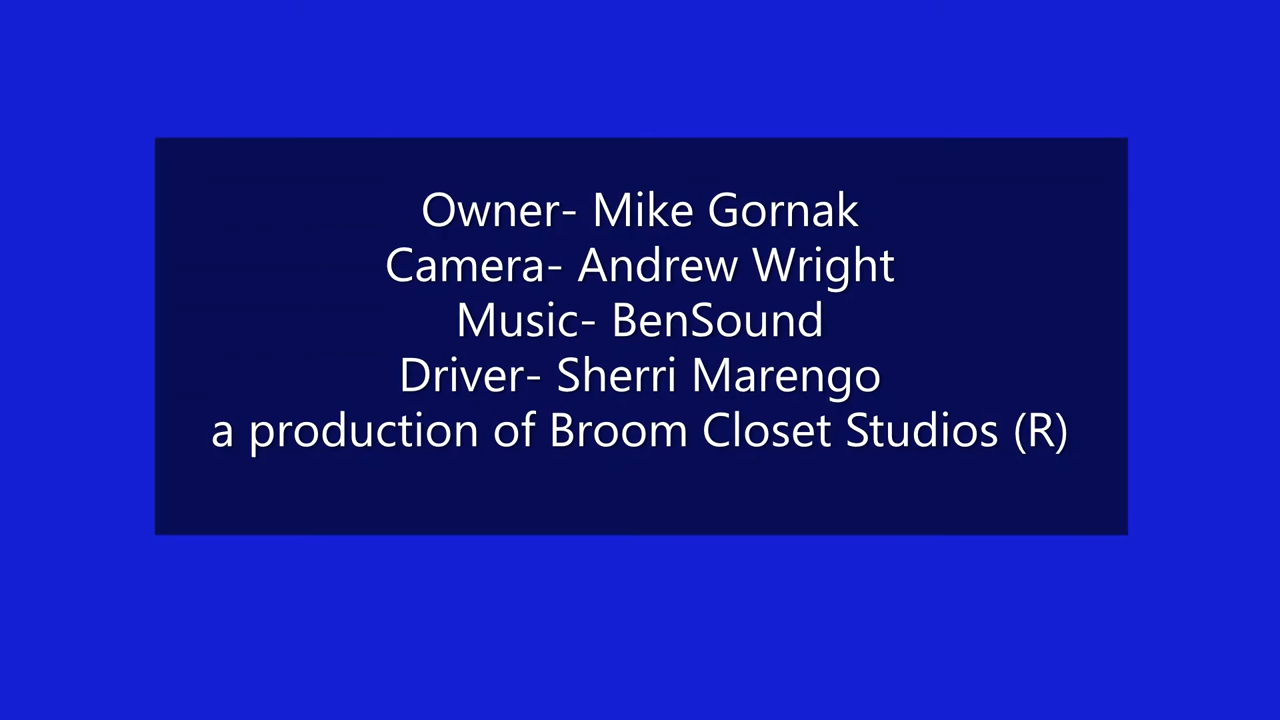 Owner- Mike Gornak
Camera- Andrew Wright
Music- BenSound
Driver- Sherri Marengo
a production of Broom Closet Studios (R)